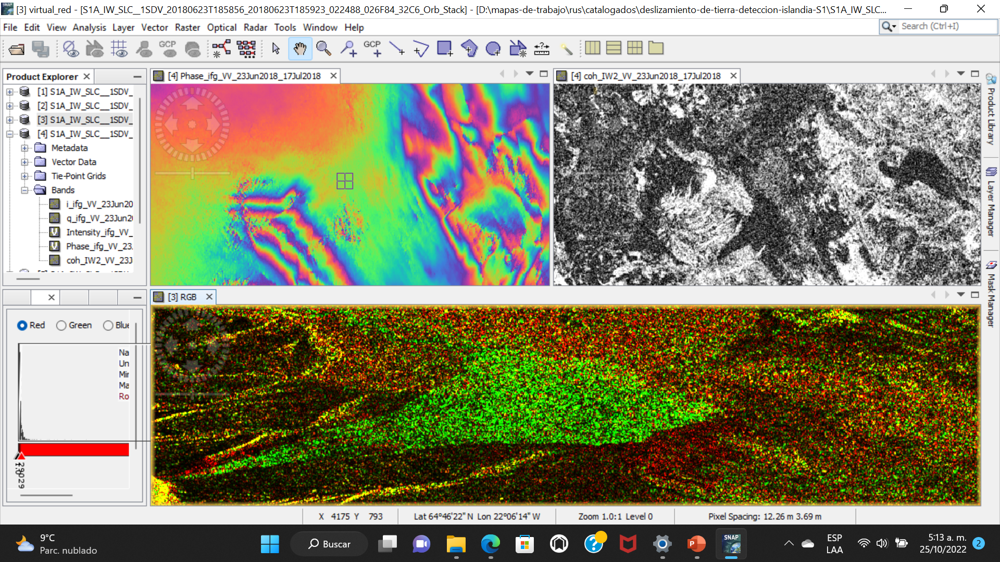 [3] virtual_red - [S1A_IW_SLC__1SDV_20180623T185856_20180623T185923_022488_026F84_32C6_Orb_Stack] - [D:\mapas-de-trabajo\rus\catalogados\deslizamiento-de-tierra-deteccion-islandia-S1\S1A_IW_SLC...
File Edit View Analysis Layer Vector Raster Optical Radar Tools Window Help
Search (Ctrl+I)
GCP
GCP
Product Explorer
[1] S1A_IW_SLC__1SDV_
[2] S1A_IW_SLC__1SDV_
[3] S1A_IW_SLC__1SDV_
[4] S1A_IW_SLC__1SDV_
Metadata
Vector Data
Tie-Point Grids
Bands
i_ifg_VV_23Jun20
q_ifg_VV_23Jun2
Intensity_ifg_VV_
Phase_ifg_VV_23.
coh_IW2_VV_23J
[4] Phase_ifg_VV_23Jun2018_17Jul2018
[4] coh_IW2_VV_23Jun2018_17Jul2018
Product Library
Layer Manager
Mask Manager
Red Green Blue
Na
Un
Mir
Ma
Ro
[3] RGB
X 4175 Y 793
Lat 64°46'22" N Lon 22°06'14" W
Zoom 1.0:1 Level 0
Pixel Spacing: 12.26 m 3.69 m
9°C
Parc. nublado
Buscar
SNAP
ESP
LAA
5:13 a. m.
25/10/2022
2